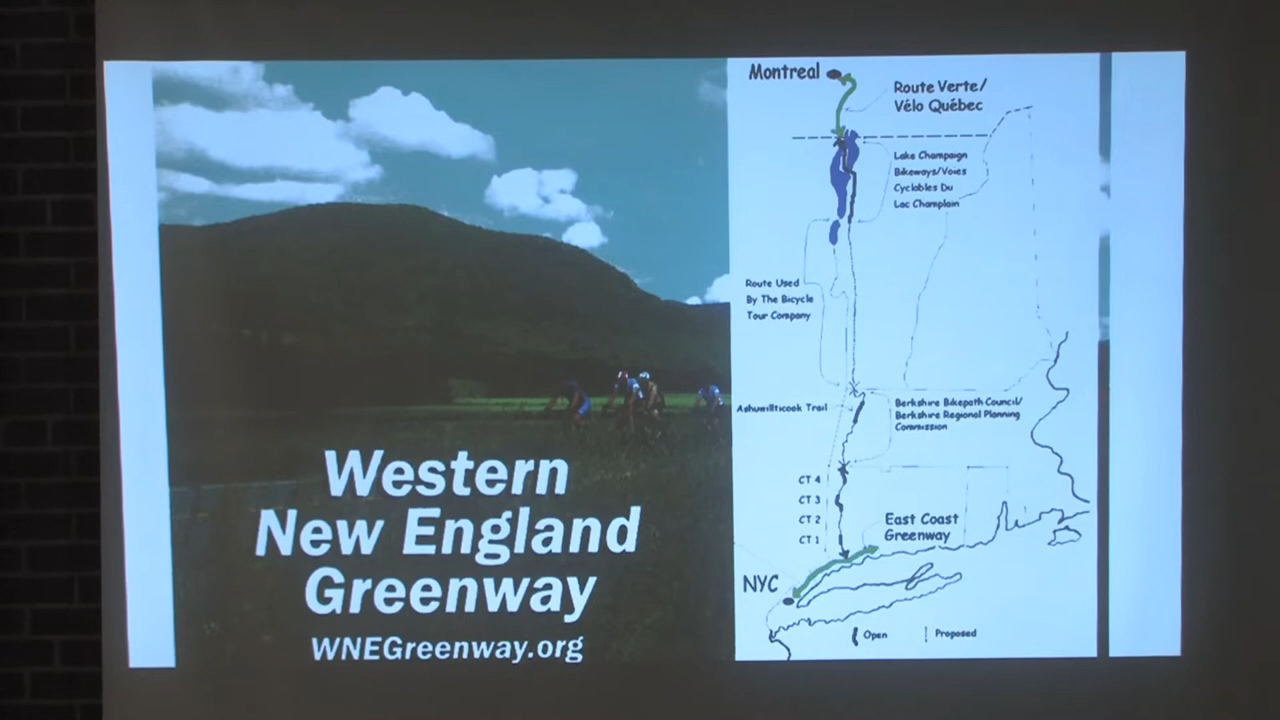 Western
New England
Greenway
WNEGreenway.org
Montreal
Route Verte/
Vélo Québec
Lake Champaign
Bikeways/Voies
Cyclables Du
Lac Champlain
Route Used
By The Bicycle
Tour Company
Ashuwillticook Trail
Berkshire Bikepath Council/
Berkshire Regional Planning
Commission
CT 4
CT 3
CT 2
CT 1
East Coast
Greenway
NYC
Open
Proposed